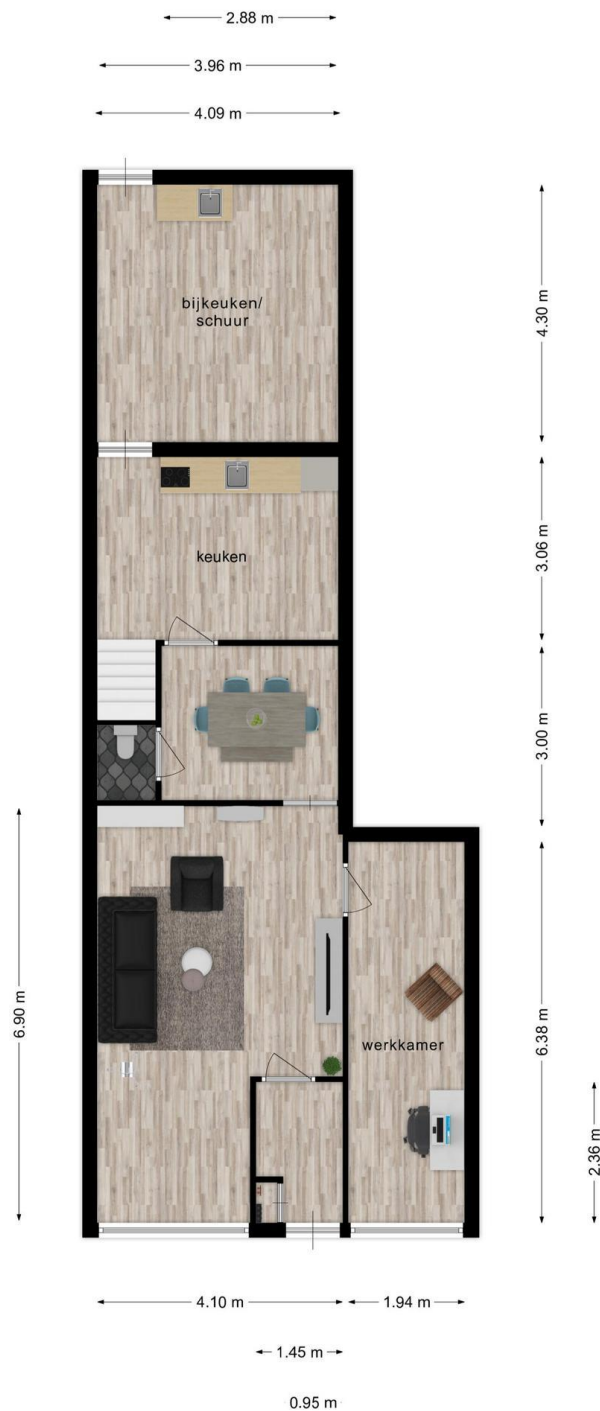 2.88 m
3.96 m
4.09 m
bijkeuken/
schuur
4.30 m
keuken
3.06 m
3.00 m
6.90 m
werkkamer
6.38 m
2.36 m
4.10 m
1.94 m
1.45 m
0.95 m